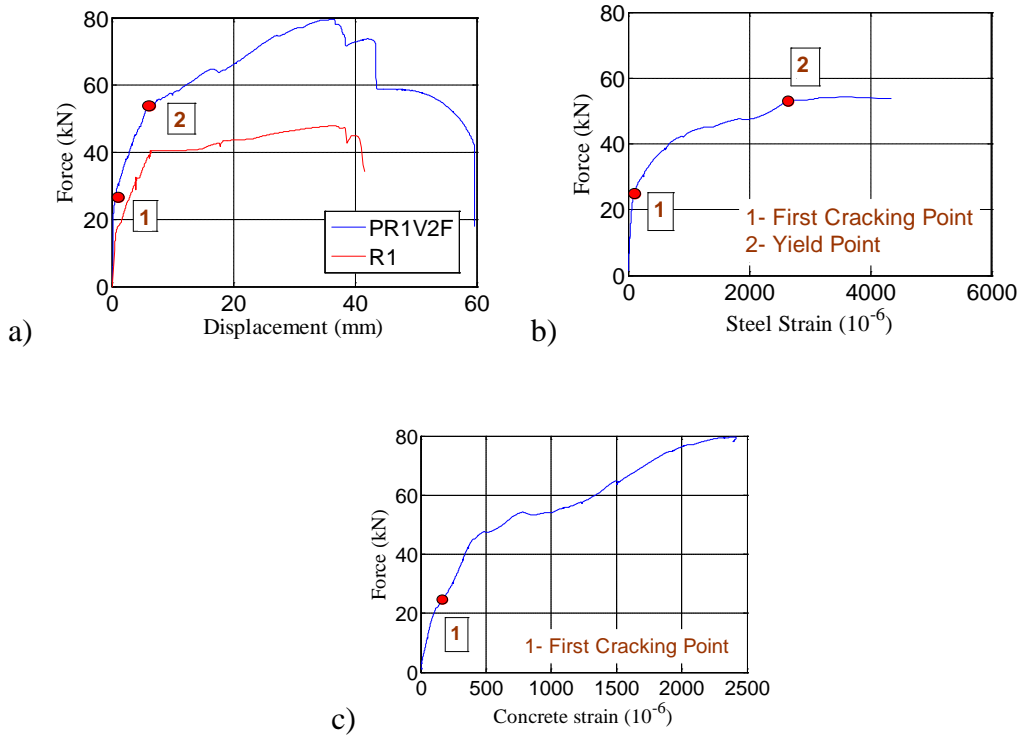 80
60
40
20
0
Force (kN)
2
1
PR1V2F
R1
0
20
40
60
Displacement (mm)
a)
80
60
40
20
0
Force (kN)
2
1
1- First Cracking Point
2- Yield Point
0
2000
4000
6000
Steel Strain (10-6)
b)
80
60
40
20
0
Force (kN)
1
1- First Cracking Point
0
500
1000
1500
2000
2500
Concrete strain (10-6)
c)